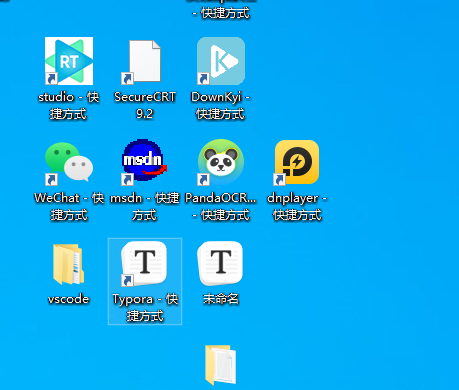 - 快捷方式
RT
studio - 快
捷方式
SecureCRT
9.2
DownKyi -
快捷方式
msdn
WeChat - 快
捷方式
msdn - 快捷
方式
PandaOCR...
- 快捷方式
dnplayer -
快捷方式
T
T
vscode
Typora - 快
捷方式
未命名